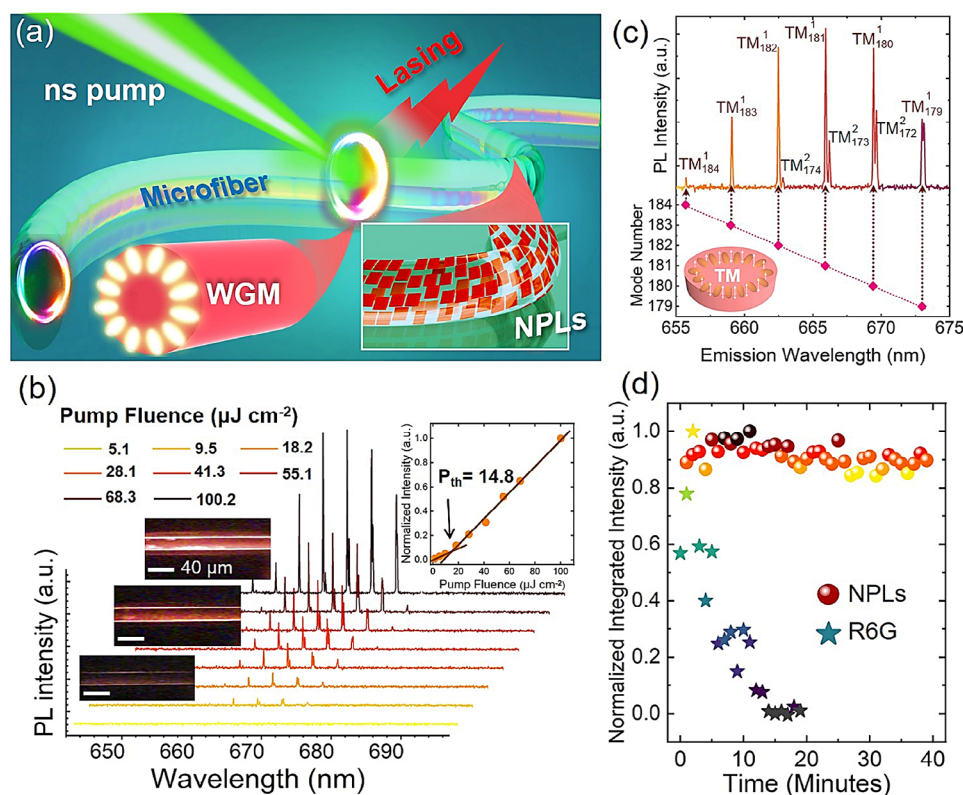 (a)
ns pump
Lasing
Microfiber
WGM
NPLs
(b)
Pump Fluence (µJ cm⁻²)
5.1 9.5 18.2
28.1 41.3 55.1
68.3 100.2
40 µm
PL intensity (a.u.)
650 660 670 680 690
Wavelength (nm)
Normalized Intensity (a.u.)
1.0
0.8
0.6
0.4
0.2
0.0
P_th = 14.8
0 20 40 60 80 100
Pump Fluence (µJ cm⁻²)
(c)
PL Intensity (a.u.)
TM¹₁₈₄
TM¹₁₈₃
TM¹₁₈₂
TM²₁₇₄
TM¹₁₈₁
TM²₁₇₃
TM¹₁₈₀
TM²₁₇₂
TM¹₁₇₉
Mode Number
184
183
182
181
180
179
TM
655 660 665 670 675
Emission Wavelength (nm)
(d)
Normalized Integrated Intensity (a.u.)
1.0
0.8
0.6
0.4
0.2
0.0
NPLs
R6G
0 10 20 30 40
Time (Minutes)